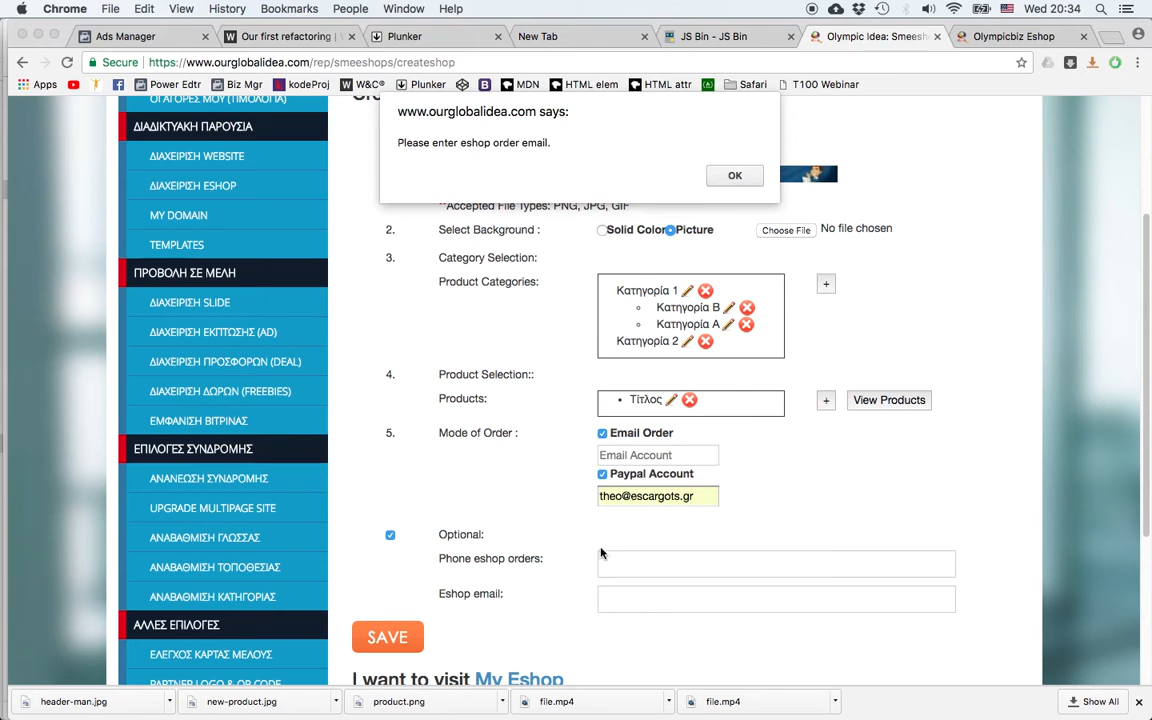 Chrome File Edit View History Bookmarks People Window Help Wed 20:34
Ads Manager Our first refactoring | Plunker New Tab JS Bin - JS Bin Olympic Idea: Smeesh Olympicbiz Eshop
Secure https://www.ourglobalidea.com/rep/smeeshops/createshop
Apps Power Edtr Biz Mgr kodeProj W&C® Plunker MDN HTML elem HTML attr Safari T100 Webinar
www.ourglobalidea.com says:
Please enter eshop order email.
OK
ΟΙ ΑΓΟΡΕΣ ΜΟΥ (ΤΙΜΟΛΟΓΙΑ)
ΔΙΑΔΙΚΤΥΑΚΗ ΠΑΡΟΥΣΙΑ
ΔΙΑΧΕΙΡΙΣΗ WEBSITE
ΔΙΑΧΕΙΡΙΣΗ ESHOP
MY DOMAIN
TEMPLATES
ΠΡΟΒΟΛΗ ΣΕ ΜΕΛΗ
ΔΙΑΧΕΙΡΙΣΗ SLIDE
ΔΙΑΧΕΙΡΙΣΗ ΕΚΠΤΩΣΗΣ (AD)
ΔΙΑΧΕΙΡΙΣΗ ΠΡΟΣΦΟΡΩΝ (DEAL)
ΔΙΑΧΕΙΡΙΣΗ ΔΩΡΩΝ (FREEBIES)
ΕΜΦΑΝΙΣΗ ΒΙΤΡΙΝΑΣ
ΕΠΙΛΟΓΕΣ ΣΥΝΔΡΟΜΗΣ
ΑΝΑΝΕΩΣΗ ΣΥΝΔΡΟΜΗΣ
UPGRADE MULTIPAGE SITE
ΑΝΑΒΑΘΜΙΣΗ ΓΛΩΣΣΑΣ
ΑΝΑΒΑΘΜΙΣΗ ΤΟΠΟΘΕΣΙΑΣ
ΑΝΑΒΑΘΜΙΣΗ ΚΑΤΗΓΟΡΙΑΣ
ΑΛΛΕΣ ΕΠΙΛΟΓΕΣ
ΕΛΕΓΧΟΣ ΚΑΡΤΑΣ ΜΕΛΟΥΣ
PARTNER LOGO & QR CODE
**Accepted File Types: PNG, JPG, GIF
2. Select Background : Solid Color Picture Choose File No file chosen
3. Category Selection:
Product Categories: Κατηγορία 1 +
Κατηγορία Β
Κατηγορία Α
Κατηγορία 2
4. Product Selection::
Products: Τίτλος + View Products
5. Mode of Order : Email Order
Email Account
Paypal Account
theo@escargots.gr
Optional:
Phone eshop orders:
Eshop email:
SAVE
I want to visit My Eshop
header-man.jpg new-product.jpg product.png file.mp4 file.mp4 Show All